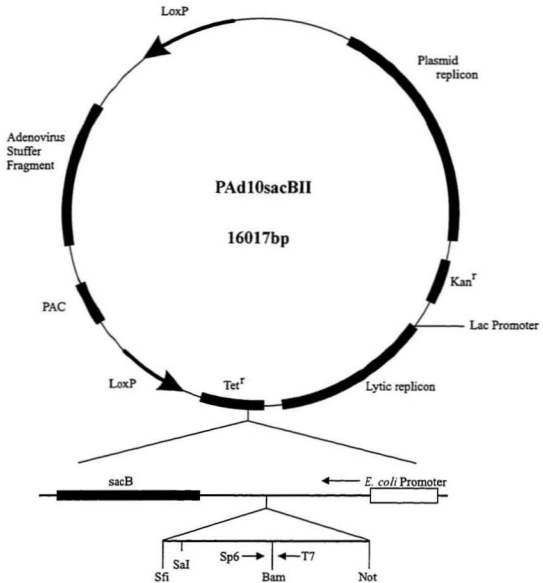 LoxP
Plasmid
replicon
Adenovirus
Stuffer
Fragment
PAd10sacBII
16017bp
Kanr
PAC
Lac Promoter
LoxP
Tetr
Lytic replicon
sacB
E. coli Promoter
Sp6
T7
SaI
Sfi
Bam
Not